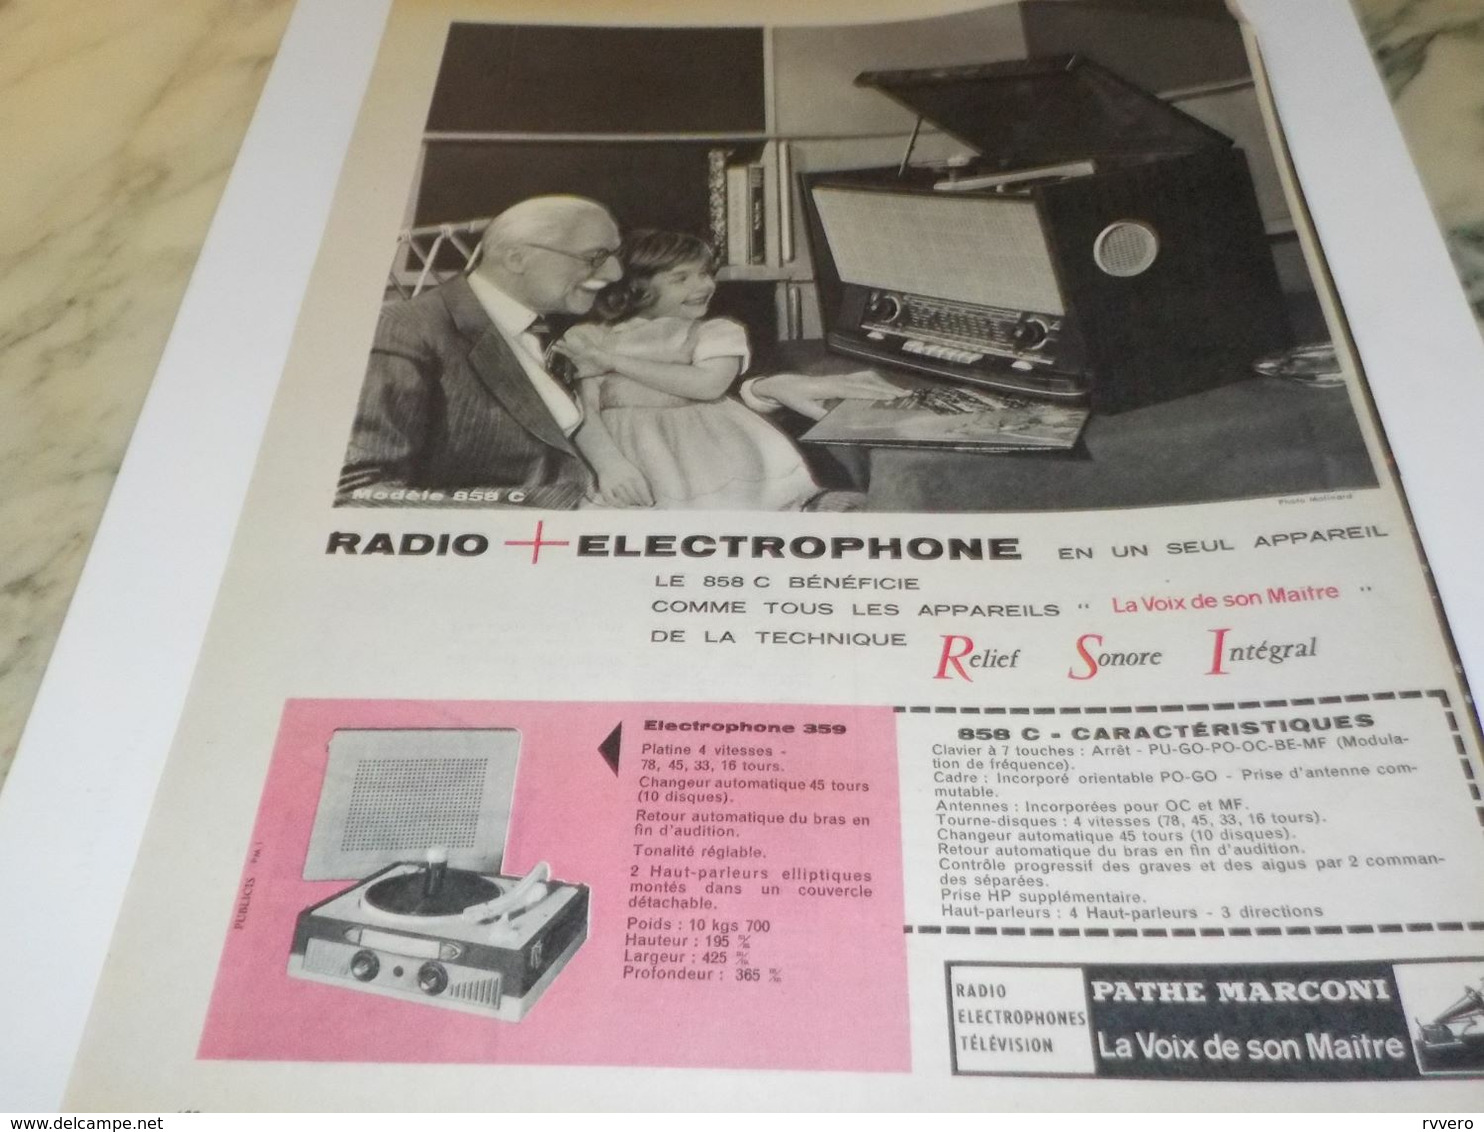 Modèle 858 C
Photo Molinard
RADIO + ELECTROPHONE EN UN SEUL APPAREIL
LE 858 C BÉNÉFICIE
COMME TOUS LES APPAREILS " La Voix de son Maître "
DE LA TECHNIQUE Relief Sonore Intégral
Electrophone 359
Platine 4 vitesses -
78, 45, 33, 16 tours.
Changeur automatique 45 tours
(10 disques).
Retour automatique du bras en
fin d'audition.
Tonalité réglable.
2 Haut-parleurs elliptiques
montés dans un couvercle
détachable.
Poids : 10 kgs 700
Hauteur : 195 m/m
Largeur : 425 m/m
Profondeur : 365 m/m
PUBLICIS P.M. 1
858 C - CARACTÉRISTIQUES
Clavier à 7 touches : Arrêt - PU-GO-PO-OC-BE-MF (Modula-
tion de fréquence).
Cadre : Incorporé orientable PO-GO - Prise d'antenne com-
mutable.
Antennes : Incorporées pour OC et MF.
Tourne-disques : 4 vitesses (78, 45, 33, 16 tours).
Changeur automatique 45 tours (10 disques).
Retour automatique du bras en fin d'audition.
Contrôle progressif des graves et des aigus par 2 comman-
des séparées.
Prise HP supplémentaire.
Haut-parleurs : 4 Haut-parleurs - 3 directions
RADIO
ELECTROPHONES
TÉLÉVISION
PATHE MARCONI
La Voix de son Maître
delcampe.net
rvvero